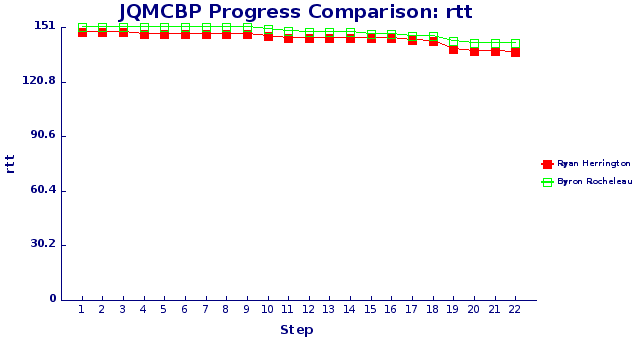 JQMCBP Progress Comparison: rtt
151
120.8
90.6
60.4
30.2
0
rtt
1 2 3 4 5 6 7 8 9 10 11 12 13 14 15 16 17 18 19 20 21 22
Step
Ryan Herrington
Byron Rocheleau